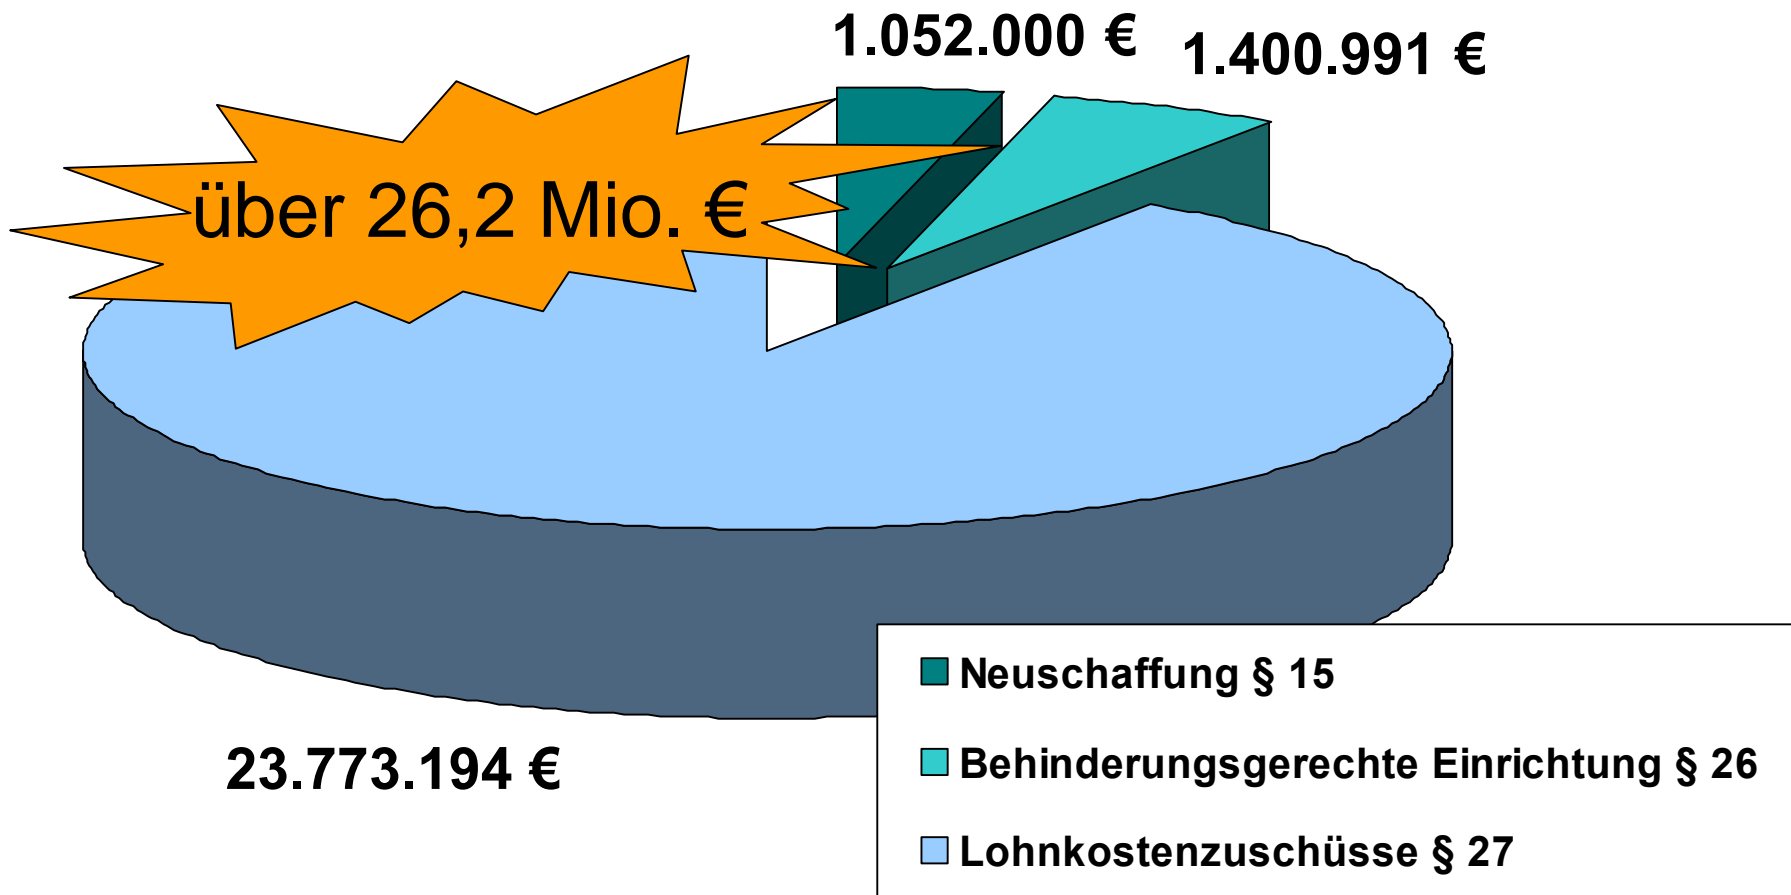 1.052.000 €
1.400.991 €
über 26,2 Mio. €
23.773.194 €
Neuschaffung § 15
Behinderungsgerechte Einrichtung § 26
Lohnkostenzuschüsse § 27